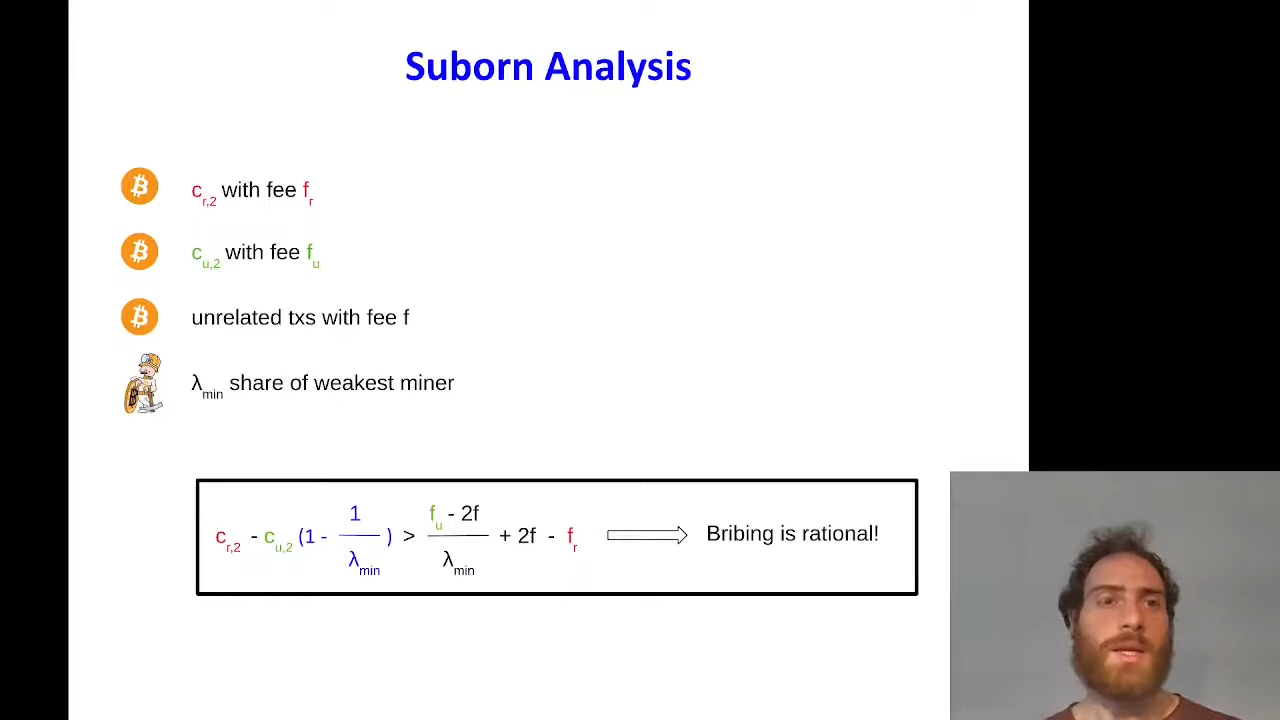 Suborn Analysis
c_r,2 with fee f_r
c_u,2 with fee f_u
unrelated txs with fee f
λ_min share of weakest miner
c_r,2 - c_u,2 (1 - 1/λ_min) > (f_u - 2f)/λ_min + 2f - f_r ⟹ Bribing is rational!